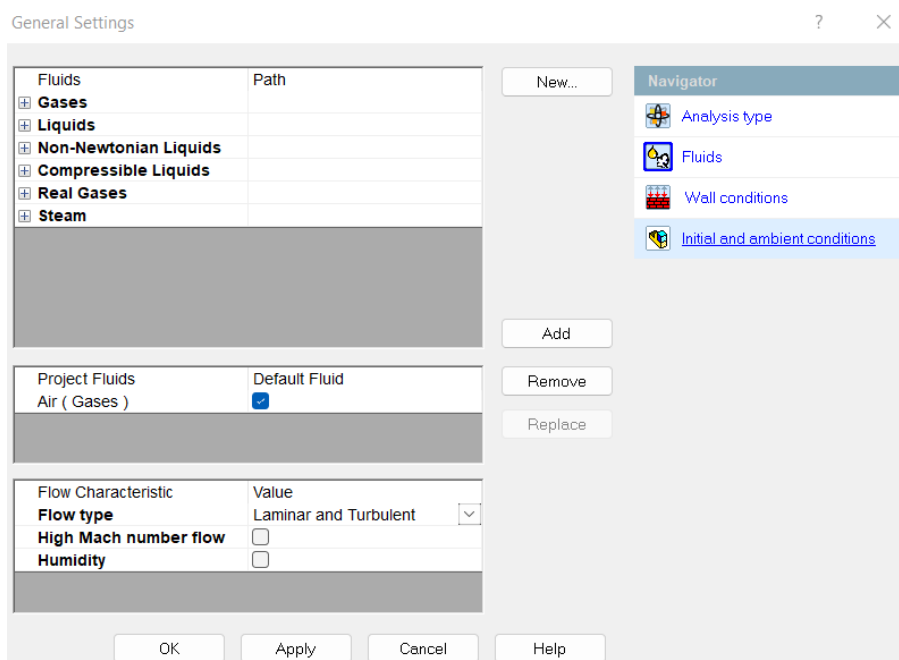 General Settings
?
Fluids Path
Gases
Liquids
Non-Newtonian Liquids
Compressible Liquids
Real Gases
Steam
New...
Add
Project Fluids Default Fluid
Air ( Gases )
Remove
Replace
Flow Characteristic Value
Flow type Laminar and Turbulent
High Mach number flow
Humidity
OK Apply Cancel Help
Navigator
Analysis type
Fluids
Wall conditions
Initial and ambient conditions